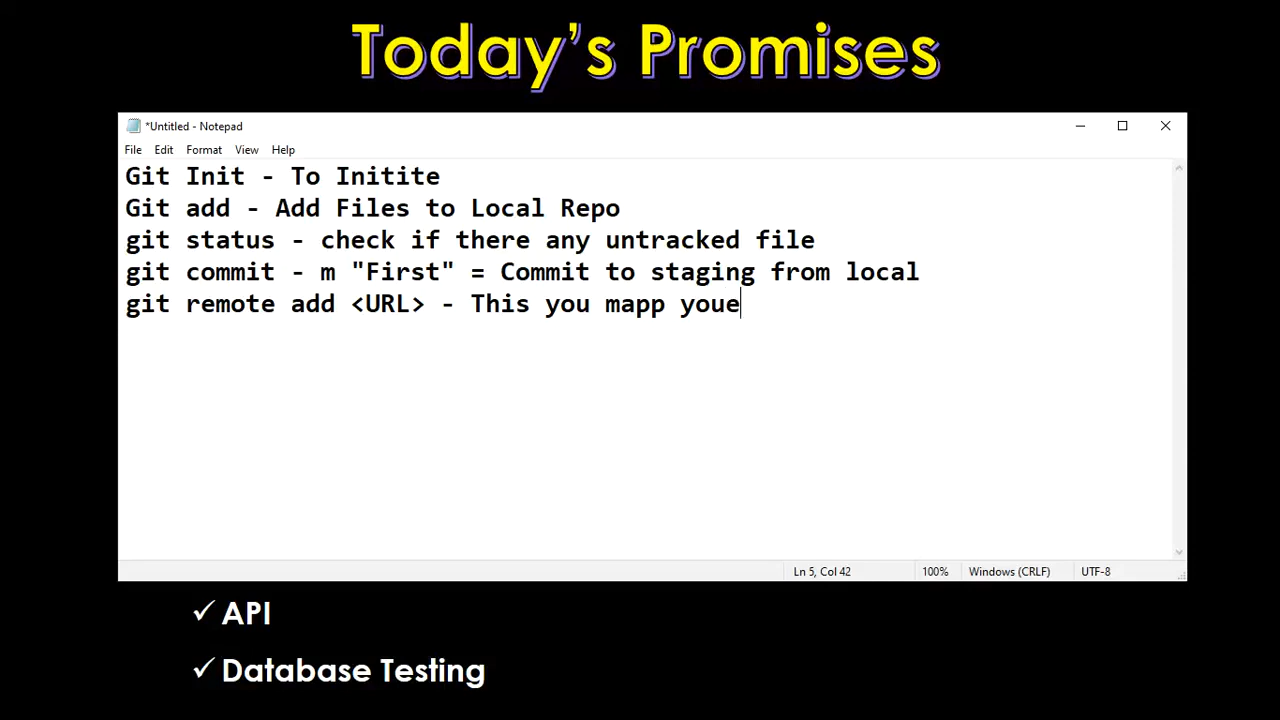 Today's Promises
*Untitled - Notepad
File Edit Format View Help
Git Init - To Initite
Git add - Add Files to Local Repo
git status - check if there any untracked file
git commit - m "First" = Commit to staging from local
git remote add <URL> - This you mapp youe
Ln 5, Col 42 100% Windows (CRLF) UTF-8
✓ API
✓ Database Testing